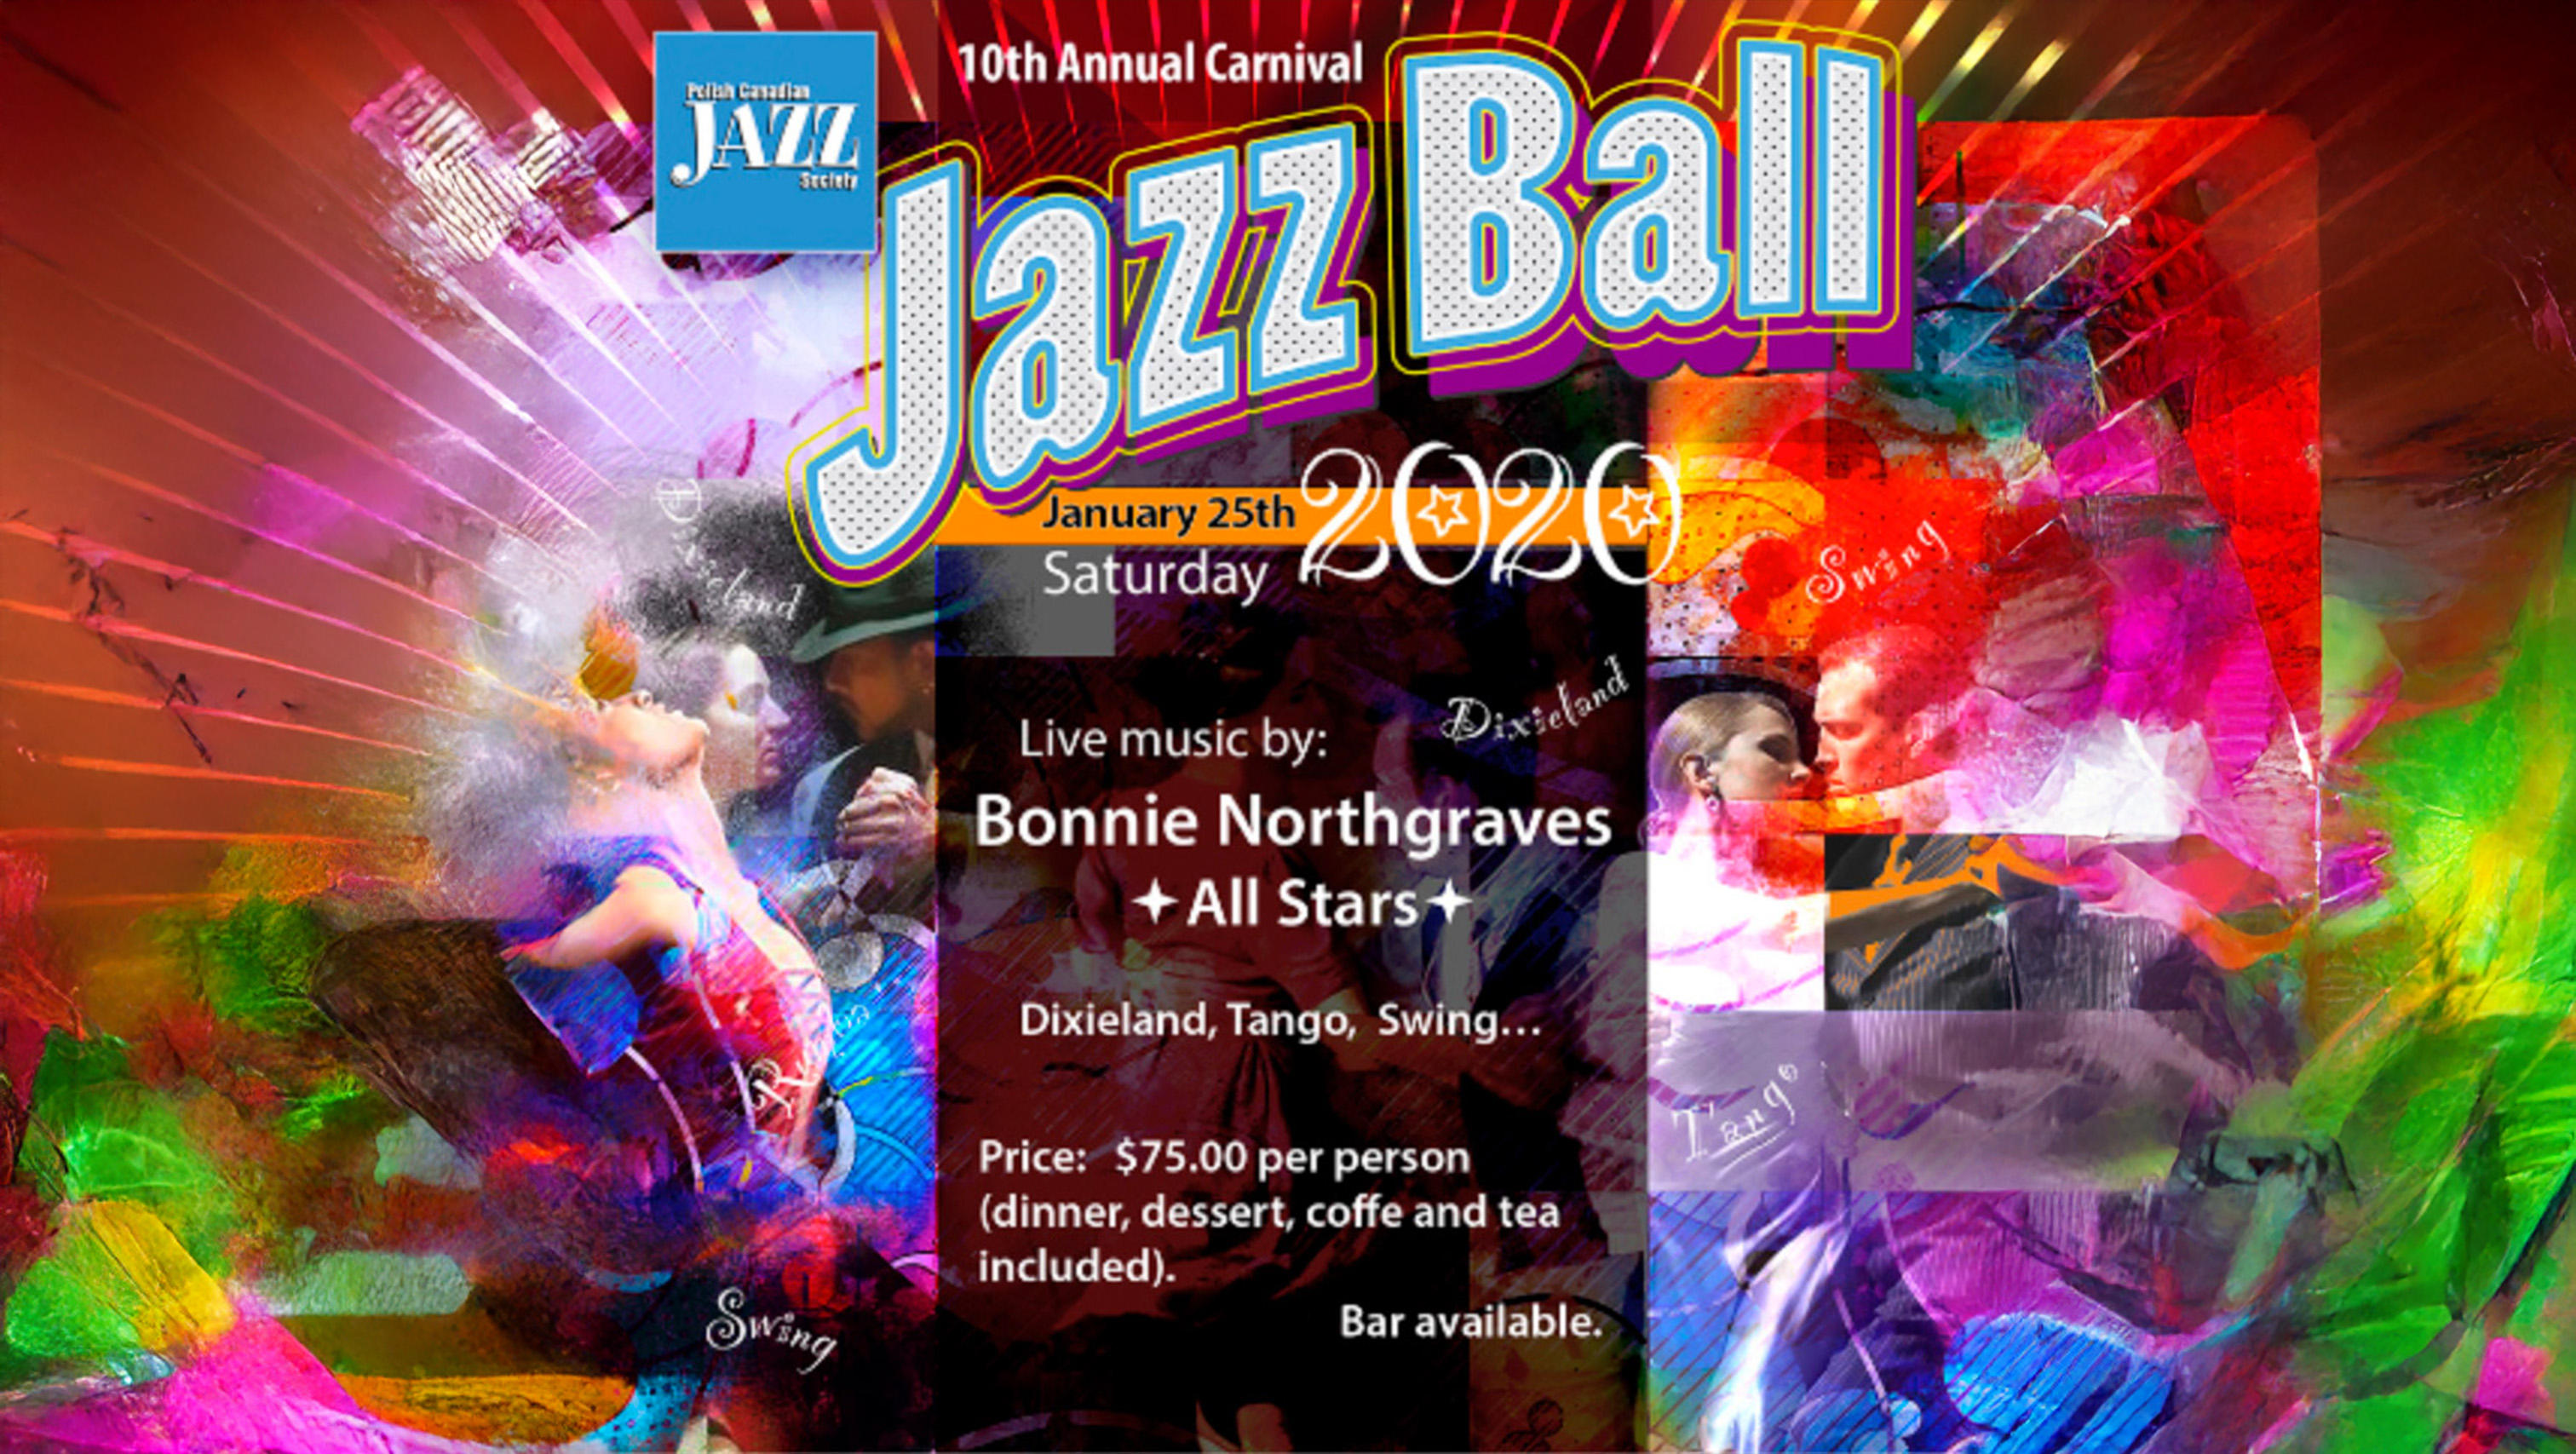 Polish Canadian
JAZZ
Society
10th Annual Carnival
Jazz Ball
January 25th 2020
Saturday
Dixieland
Swing
Dixieland
Live music by:
Bonnie Northgraves
✦All Stars✦
Dixieland, Tango, Swing...
Tango
Price: $75.00 per person
(dinner, dessert, coffe and tea
included).
Bar available.
Swing